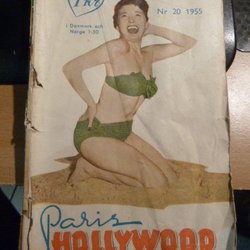 Nr. 20 1955
i Danmark och
Norge 1:50
Paris
HOLLYWOOD